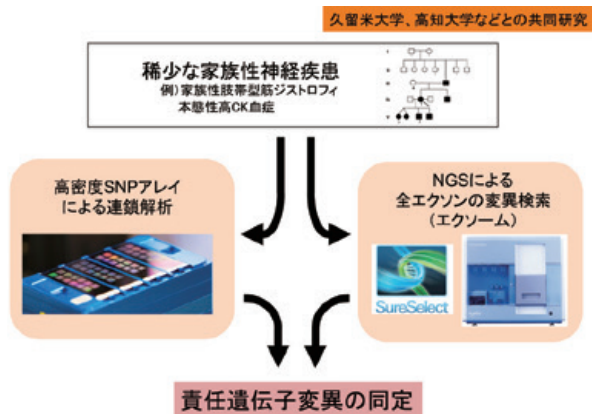 久留米大学、高知大学などとの共同研究
稀少な家族性神経疾患
例）家族性肢帯型筋ジストロフィ
本態性高CK血症
高密度SNPアレイ
による連鎖解析
NGSによる
全エクソンの変異検索
（エクソーム）
SureSelect
責任遺伝子変異の同定